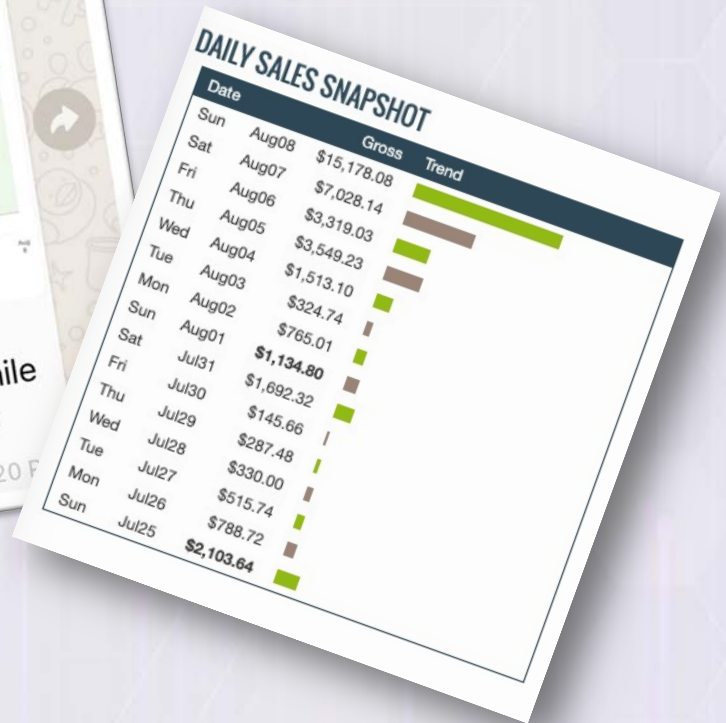 DAILY SALES SNAPSHOT
Date Gross Trend
Sun Aug08 $15,178.08
Sat Aug07 $7,028.14
Fri Aug06 $3,319.03
Thu Aug05 $3,549.23
Wed Aug04 $1,513.10
Tue Aug03 $324.74
Mon Aug02 $765.01
Sun Aug01 $1,134.80
Sat Jul31 $1,692.32
Fri Jul30 $145.66
Thu Jul29 $287.48
Wed Jul28 $330.00
Tue Jul27 $515.74
Mon Jul26 $788.72
Sun Jul25 $2,103.64